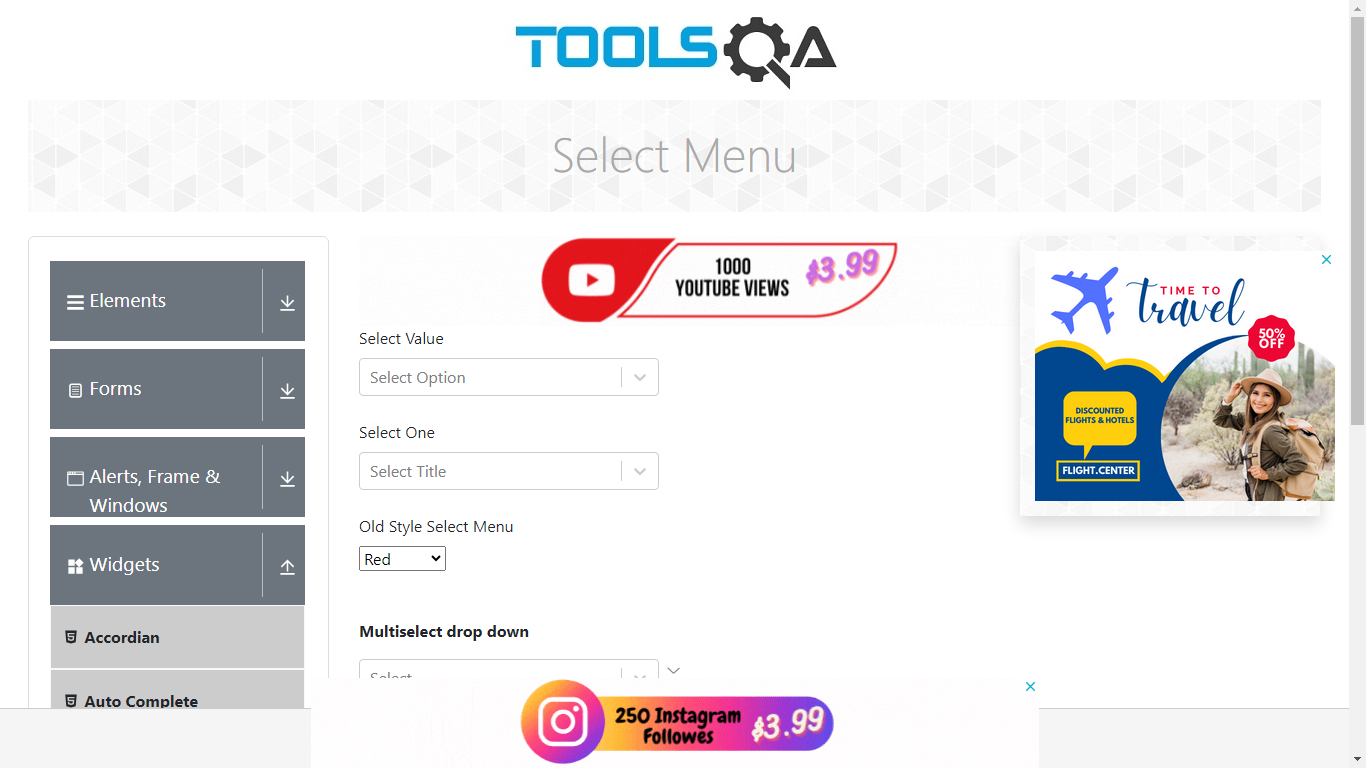 TOOLSQA
Select Menu
Elements
Forms
Alerts, Frame &
Windows
Widgets
Accordian
Auto Complete
1000
YOUTUBE VIEWS
$3.99
Select Value
Select Option
Select One
Select Title
Old Style Select Menu
Red
Multiselect drop down
Select...
TIME TO
travel
50%
OFF
DISCOUNTED
FLIGHTS & HOTELS
FLIGHT.CENTER
250 Instagram
Followes
$3.99